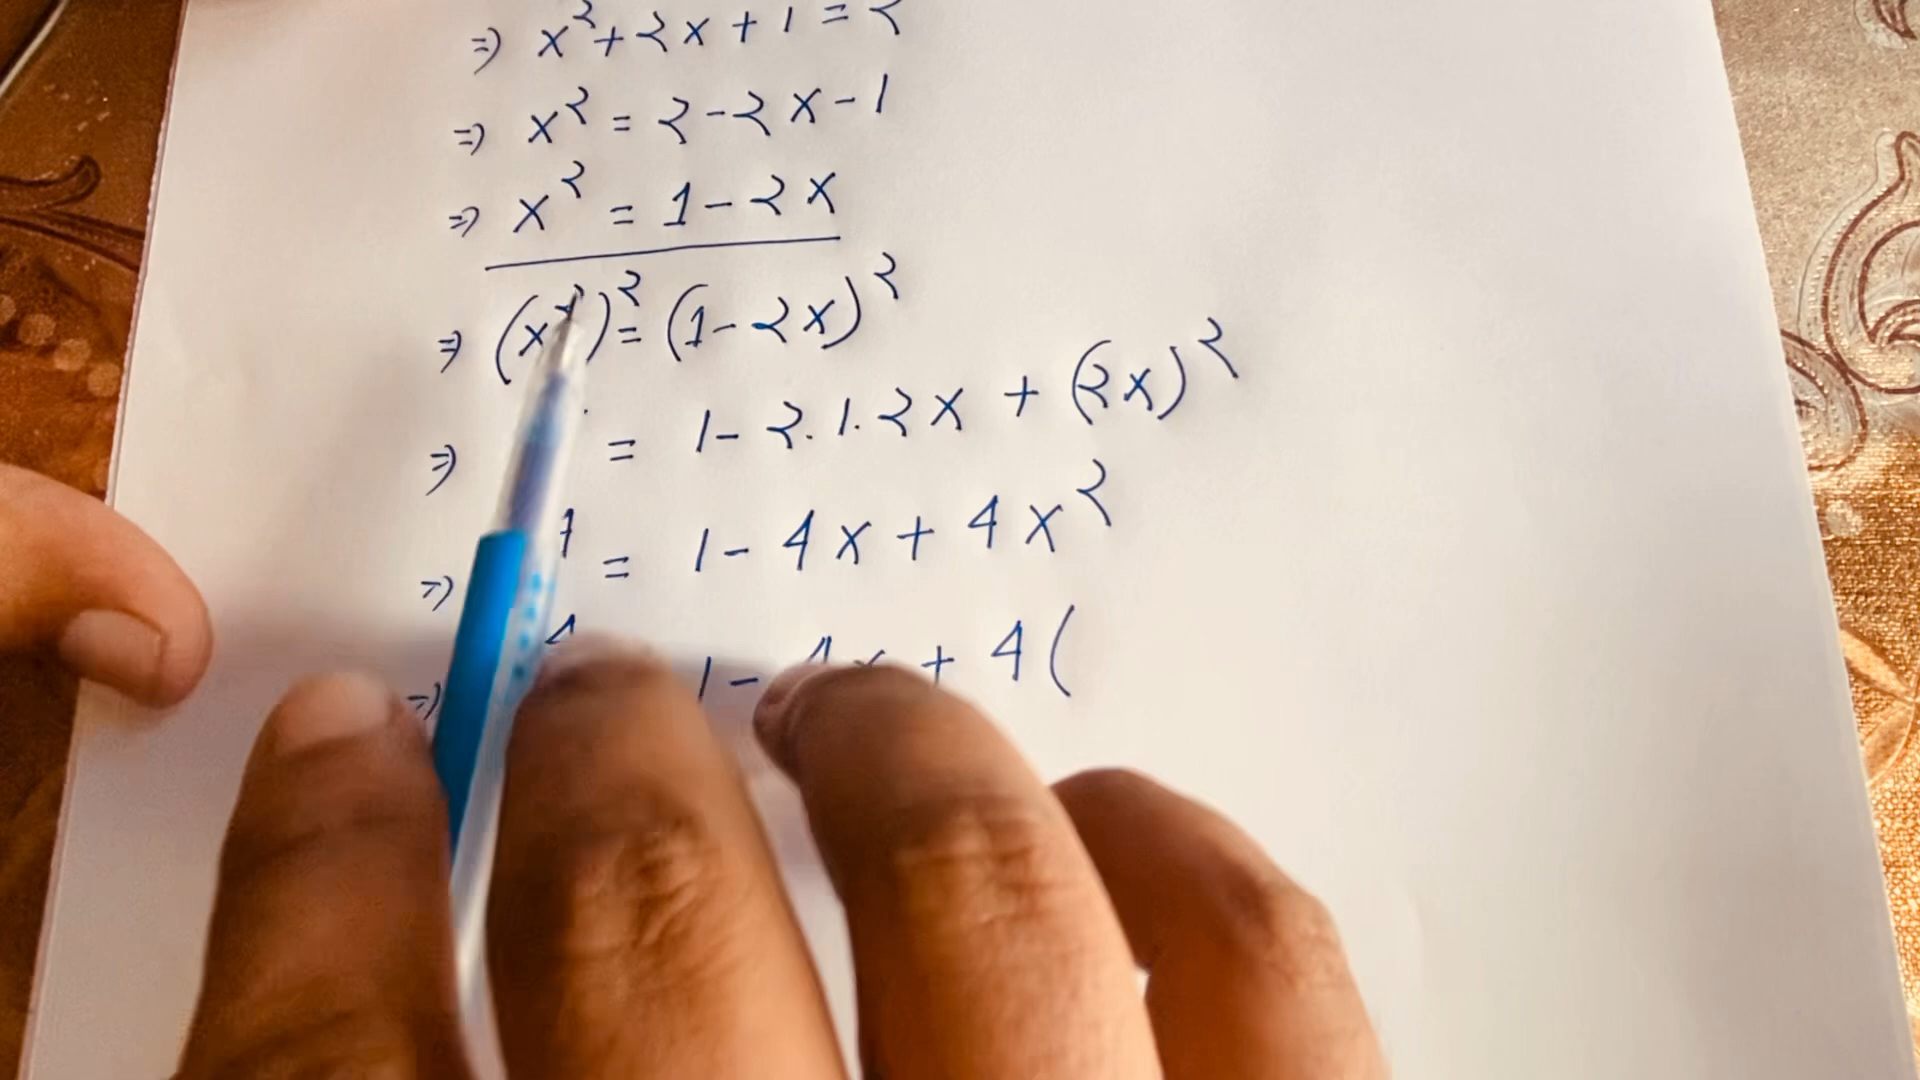 ⇒ x² + 2x + 1 = 2
⇒ x² = 2 - 2x - 1
⇒ x² = 1 - 2x
⇒ (x²)² = (1 - 2x)²
⇒ = 1 - 2.1.2x + (2x)²
⇒ = 1 - 4x + 4x²
⇒ 1 - 4x + 4(